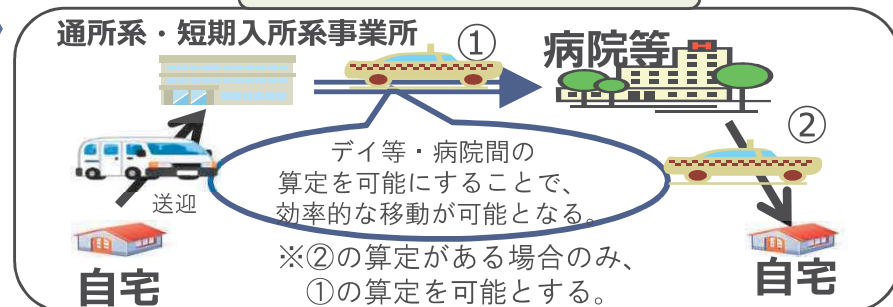 通所系・短期入所系事業所
①
病院等
②
デイ等・病院間の
算定を可能にすることで、
効率的な移動が可能となる。
送迎
自宅
※②の算定がある場合のみ、
①の算定を可能とする。
自宅